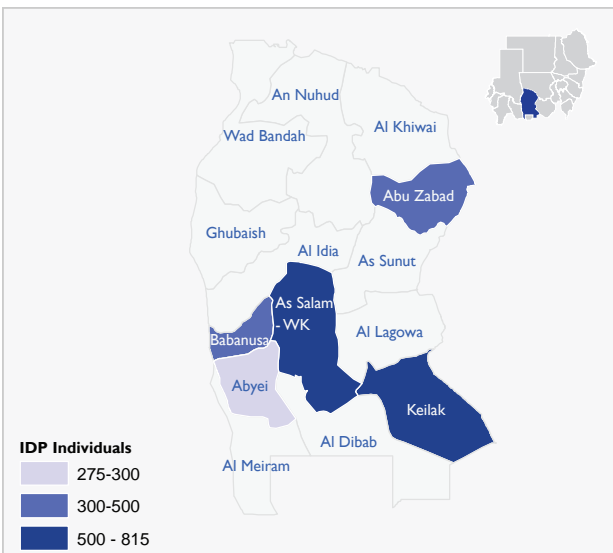 An Nuhud
Al Khiwai
Wad Bandah
Abu Zabad
Ghubaish
Al Idia
As Sunut
As Salam
- WK
Al Lagowa
Babanusa
Abyei
Keilak
Al Dibab
Al Meiram
IDP Individuals
275-300
300-500
500 - 815